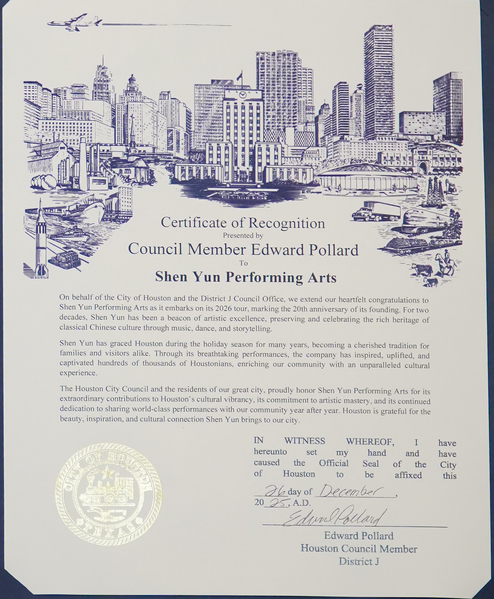 Certificate of Recognition
Presented by
Council Member Edward Pollard
To
Shen Yun Performing Arts
On behalf of the City of Houston and the District J Council Office, we extend our heartfelt congratulations to
Shen Yun Performing Arts as it embarks on its 2026 tour, marking the 20th anniversary of its founding. For two
decades, Shen Yun has been a beacon of artistic excellence, preserving and celebrating the rich heritage of
classical Chinese culture through music, dance, and storytelling.
Shen Yun has graced Houston during the holiday season for many years, becoming a cherished tradition for
families and visitors alike. Through its breathtaking performances, the company has inspired, uplifted, and
captivated hundreds of thousands of Houstonians, enriching our community with an unparalleled cultural
experience.
The Houston City Council and the residents of our great city, proudly honor Shen Yun Performing Arts for its
extraordinary contributions to Houston's cultural vibrancy, its commitment to artistic mastery, and its continued
dedication to sharing world-class performances with our community year after year. Houston is grateful for the
beauty, inspiration, and cultural connection Shen Yun brings to our city.
IN WITNESS WHEREOF, I have
hereunto set my hand and have
caused the Official Seal of the City
of Houston to be affixed this
26 day of December,
2025, A.D.
Edward Pollard
Edward Pollard
Houston Council Member
District J
CITY OF HOUSTON
TEXAS